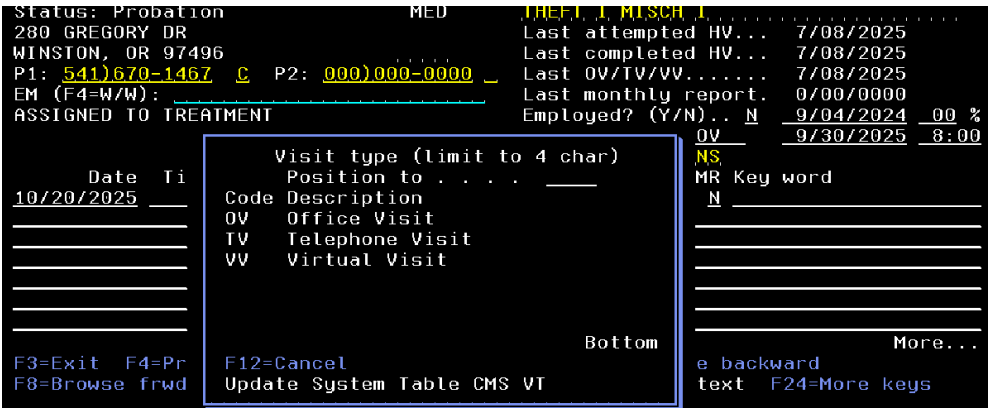 Status: Probation MED THEFT I MISCH I
280 GREGORY DR Last attempted HV... 7/08/2025
WINSTON, OR 97496 Last completed HV... 7/08/2025
P1: 541)670-1467 C P2: 000)000-0000 Last OV/TV/VV....... 7/08/2025
EM (F4=W/W): Last monthly report. 0/00/0000
ASSIGNED TO TREATMENT Employed? (Y/N).. N 9/04/2024 00 %
OV 9/30/2025 8:00
Visit type (limit to 4 char) NS
Date Ti Position to . . . . MR Key word
10/20/2025 Code Description N
OV Office Visit
TV Telephone Visit
VV Virtual Visit
Bottom More...
F3=Exit F4=Pr F12=Cancel e backward
F8=Browse frwd Update System Table CMS VT text F24=More keys